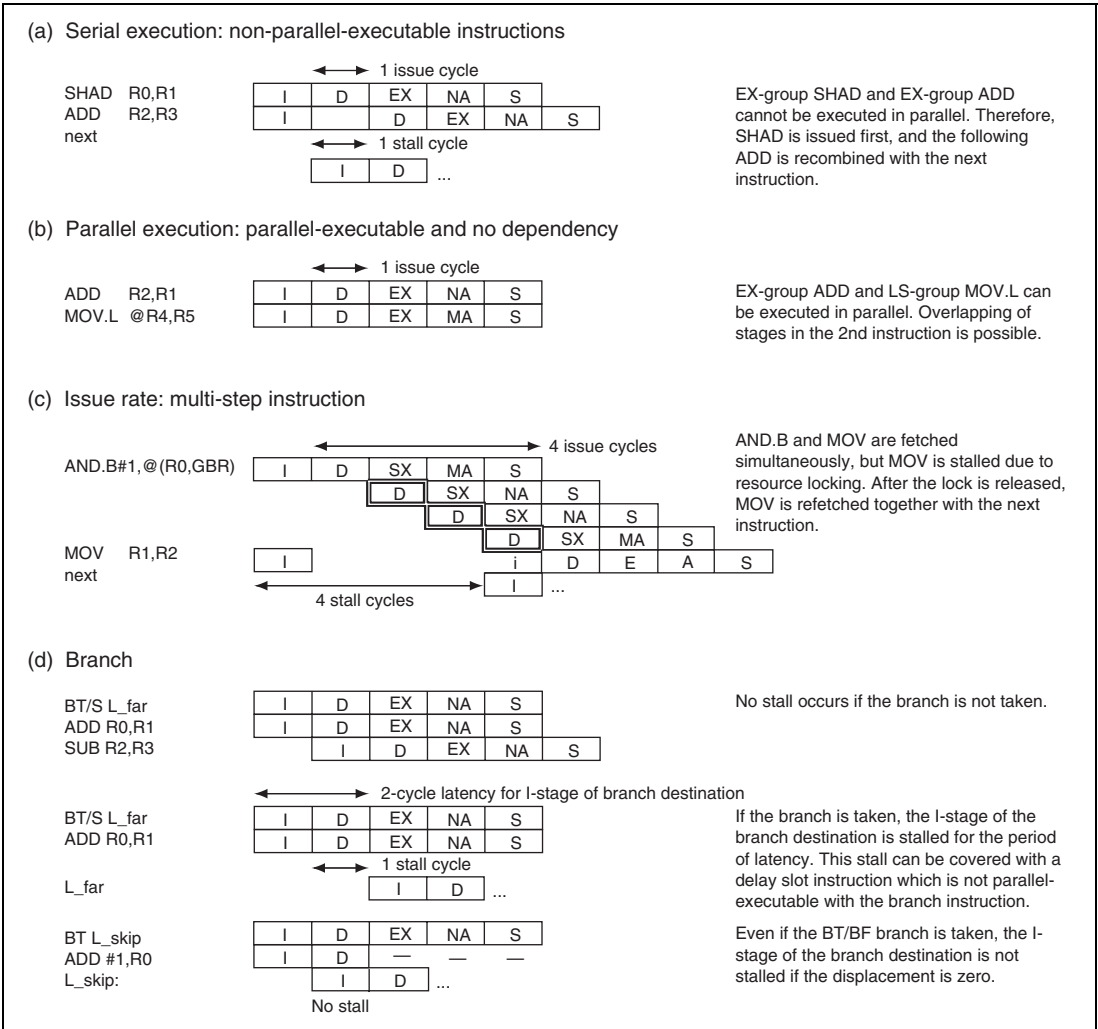 (a) Serial execution: non-parallel-executable instructions
1 issue cycle
SHAD R0,R1 I D EX NA S
ADD R2,R3 I D EX NA S
next
1 stall cycle
I D ...
EX-group SHAD and EX-group ADD
cannot be executed in parallel. Therefore,
SHAD is issued first, and the following
ADD is recombined with the next
instruction.
(b) Parallel execution: parallel-executable and no dependency
1 issue cycle
ADD R2,R1 I D EX NA S
MOV.L @R4,R5 I D EX MA S
EX-group ADD and LS-group MOV.L can
be executed in parallel. Overlapping of
stages in the 2nd instruction is possible.
(c) Issue rate: multi-step instruction
4 issue cycles
AND.B#1,@(R0,GBR) I D SX MA S
D SX NA S
D SX NA S
D SX MA S
MOV R1,R2 I i D E A S
next I ...
4 stall cycles
AND.B and MOV are fetched
simultaneously, but MOV is stalled due to
resource locking. After the lock is released,
MOV is refetched together with the next
instruction.
(d) Branch
BT/S L_far I D EX NA S
ADD R0,R1 I D EX NA S
SUB R2,R3 I D EX NA S
No stall occurs if the branch is not taken.
2-cycle latency for I-stage of branch destination
BT/S L_far I D EX NA S
ADD R0,R1 I D EX NA S
1 stall cycle
L_far I D ...
If the branch is taken, the I-stage of the
branch destination is stalled for the period
of latency. This stall can be covered with a
delay slot instruction which is not parallel-
executable with the branch instruction.
BT L_skip I D EX NA S
ADD #1,R0 I D — — —
L_skip: I D ...
No stall
Even if the BT/BF branch is taken, the I-
stage of the branch destination is not
stalled if the displacement is zero.